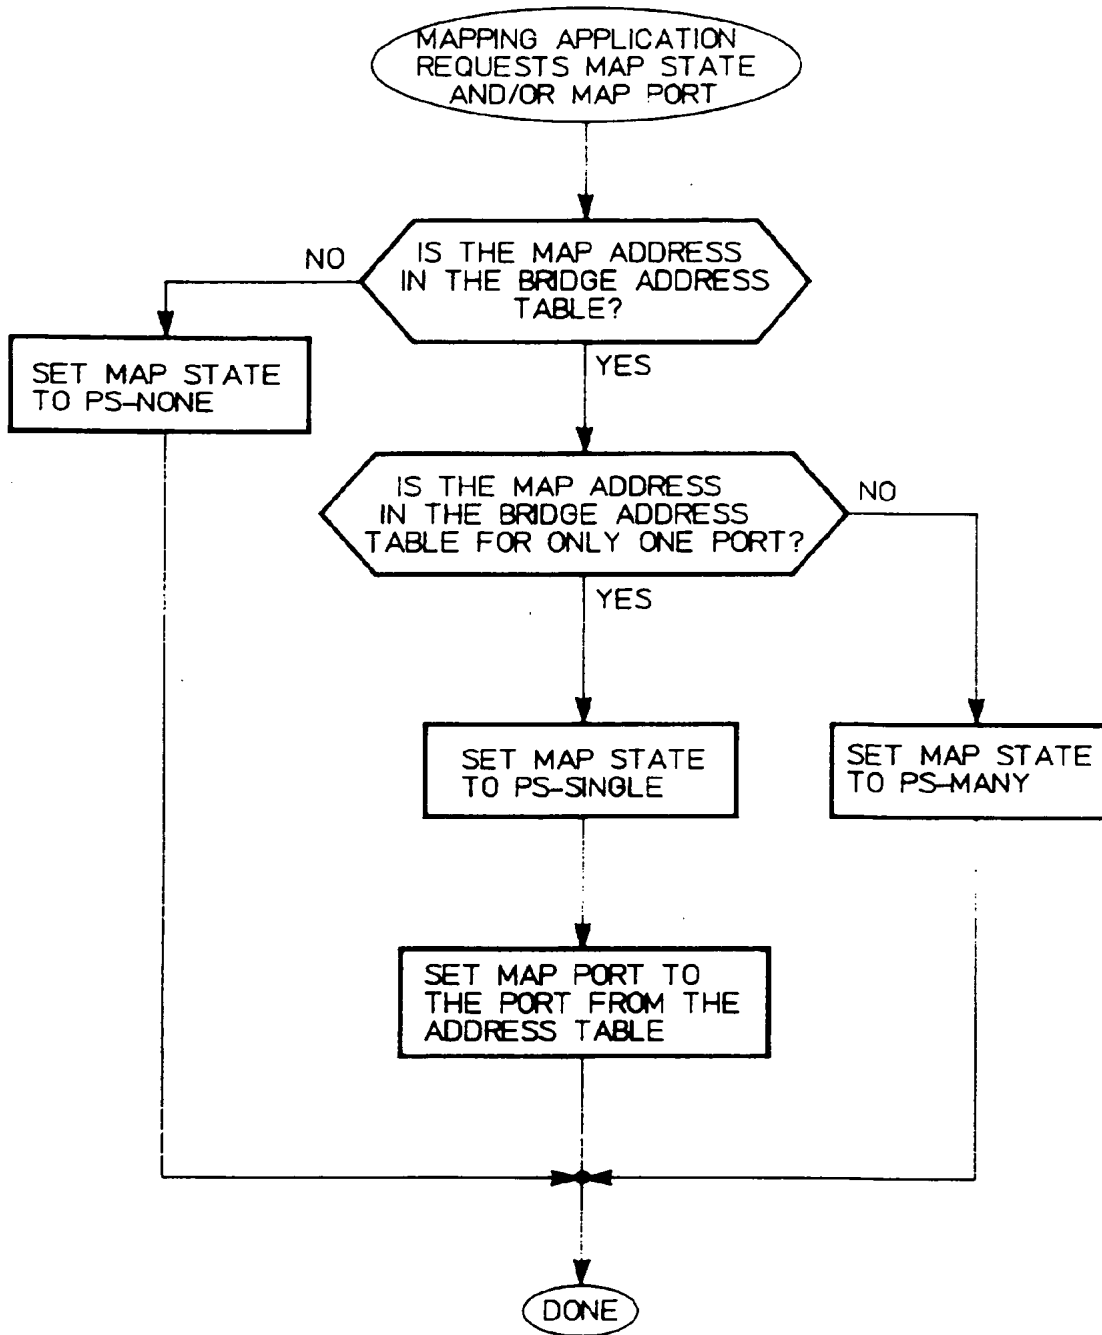 MAPPING APPLICATION
REQUESTS MAP STATE
AND/OR MAP PORT
IS THE MAP ADDRESS
IN THE BRIDGE ADDRESS
TABLE?
NO
YES
SET MAP STATE
TO PS-NONE
IS THE MAP ADDRESS
IN THE BRIDGE ADDRESS
TABLE FOR ONLY ONE PORT?
NO
YES
SET MAP STATE
TO PS-SINGLE
SET MAP STATE
TO PS-MANY
SET MAP PORT TO
THE PORT FROM THE
ADDRESS TABLE
DONE